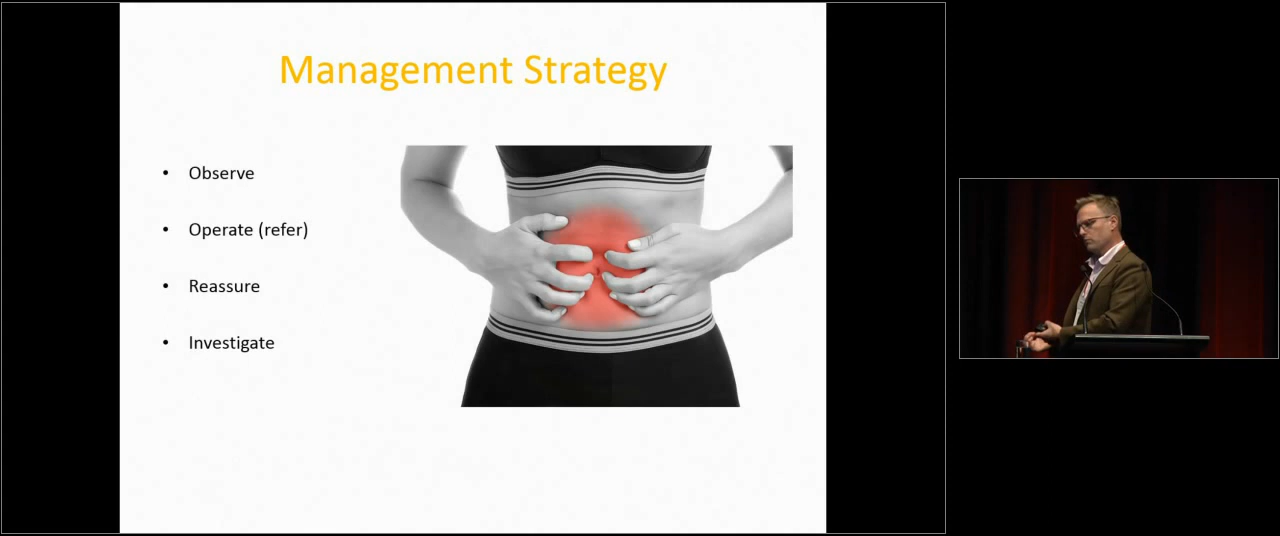 Management Strategy
• Observe
• Operate (refer)
• Reassure
• Investigate